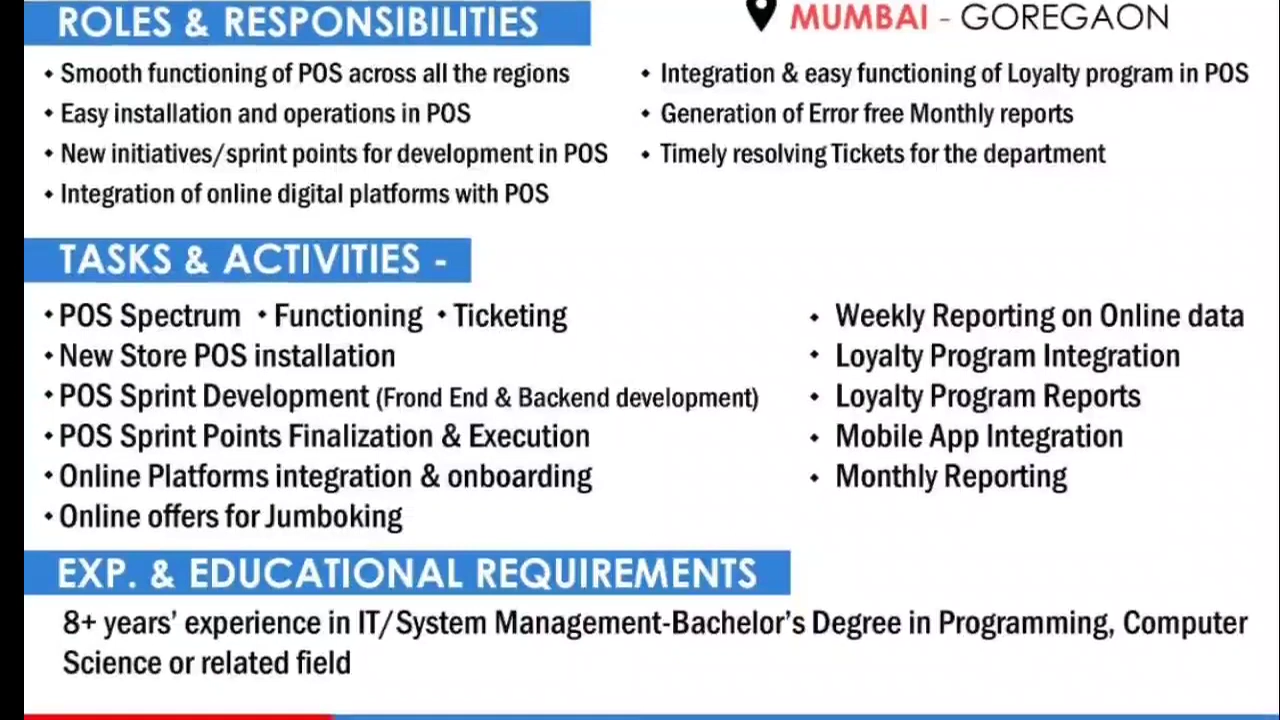 ROLES & RESPONSIBILITIES
MUMBAI - GOREGAON
• Smooth functioning of POS across all the regions
• Easy installation and operations in POS
• New initiatives/sprint points for development in POS
• Integration of online digital platforms with POS
• Integration & easy functioning of Loyalty program in POS
• Generation of Error free Monthly reports
• Timely resolving Tickets for the department
TASKS & ACTIVITIES -
• POS Spectrum • Functioning • Ticketing
• New Store POS installation
• POS Sprint Development (Frond End & Backend development)
• POS Sprint Points Finalization & Execution
• Online Platforms integration & onboarding
• Online offers for Jumboking
• Weekly Reporting on Online data
• Loyalty Program Integration
• Loyalty Program Reports
• Mobile App Integration
• Monthly Reporting
EXP. & EDUCATIONAL REQUIREMENTS
8+ years’ experience in IT/System Management-Bachelor’s Degree in Programming, Computer
Science or related field